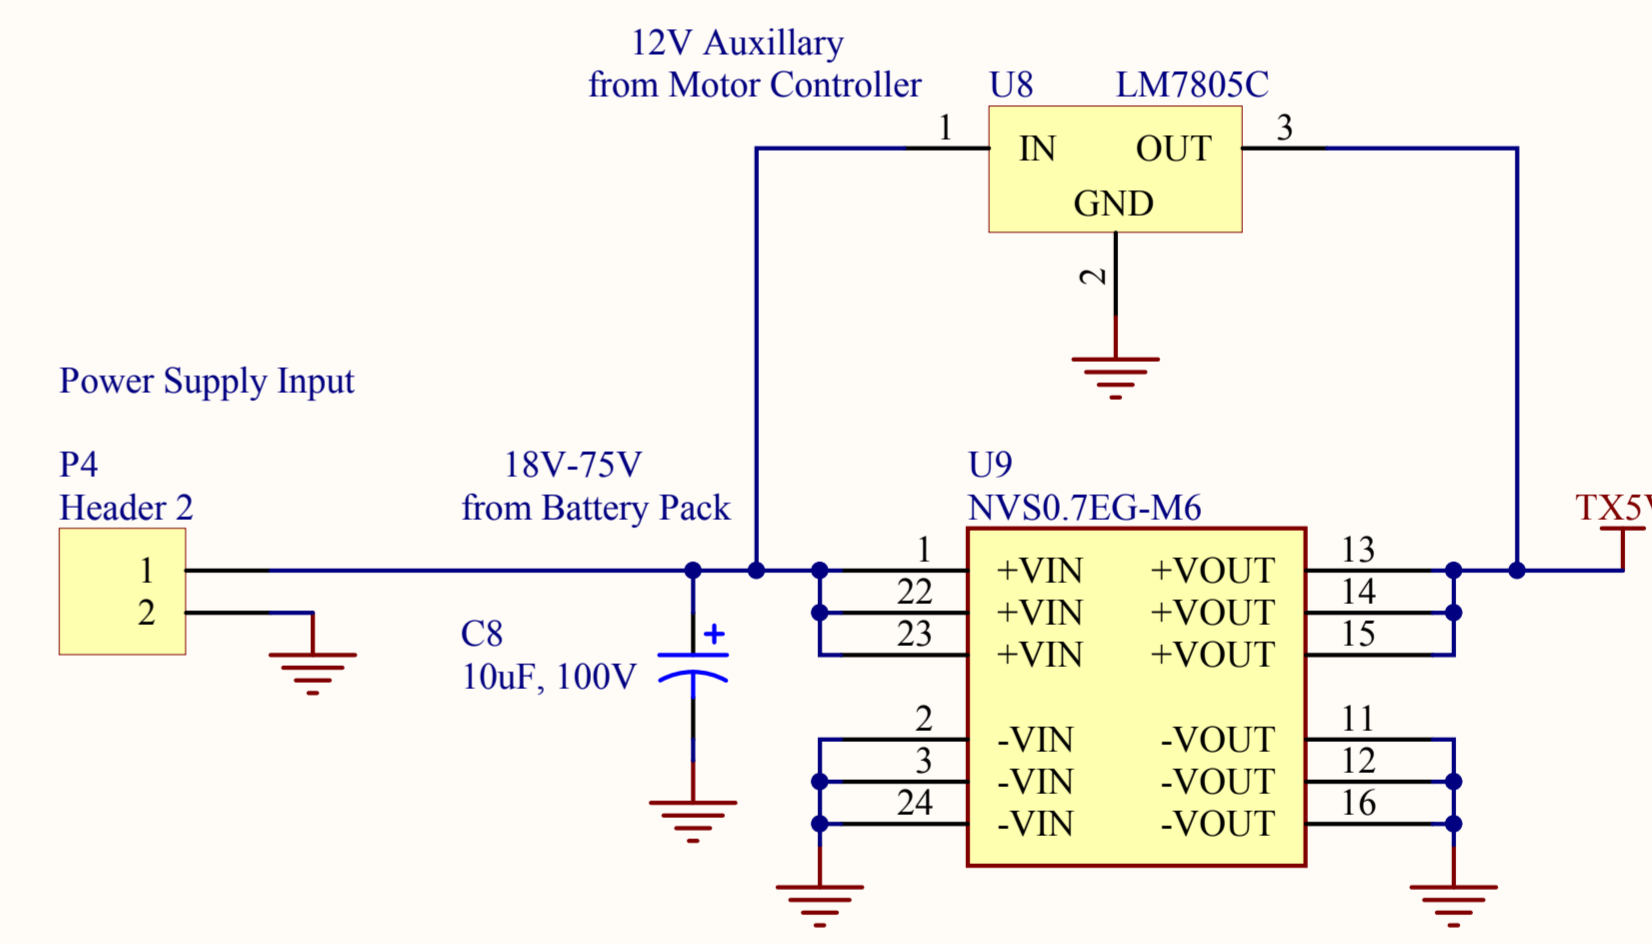 12V Auxillary
from Motor Controller
U8 LM7805C
1 3
IN OUT
GND
2
Power Supply Input
P4
Header 2
1
2
18V-75V
from Battery Pack
C8
10uF, 100V
+
U9
NVS0.7EG-M6
TX5V
1 +VIN +VOUT 13
22 +VIN +VOUT 14
23 +VIN +VOUT 15
2 -VIN -VOUT 11
3 -VIN -VOUT 12
24 -VIN -VOUT 16